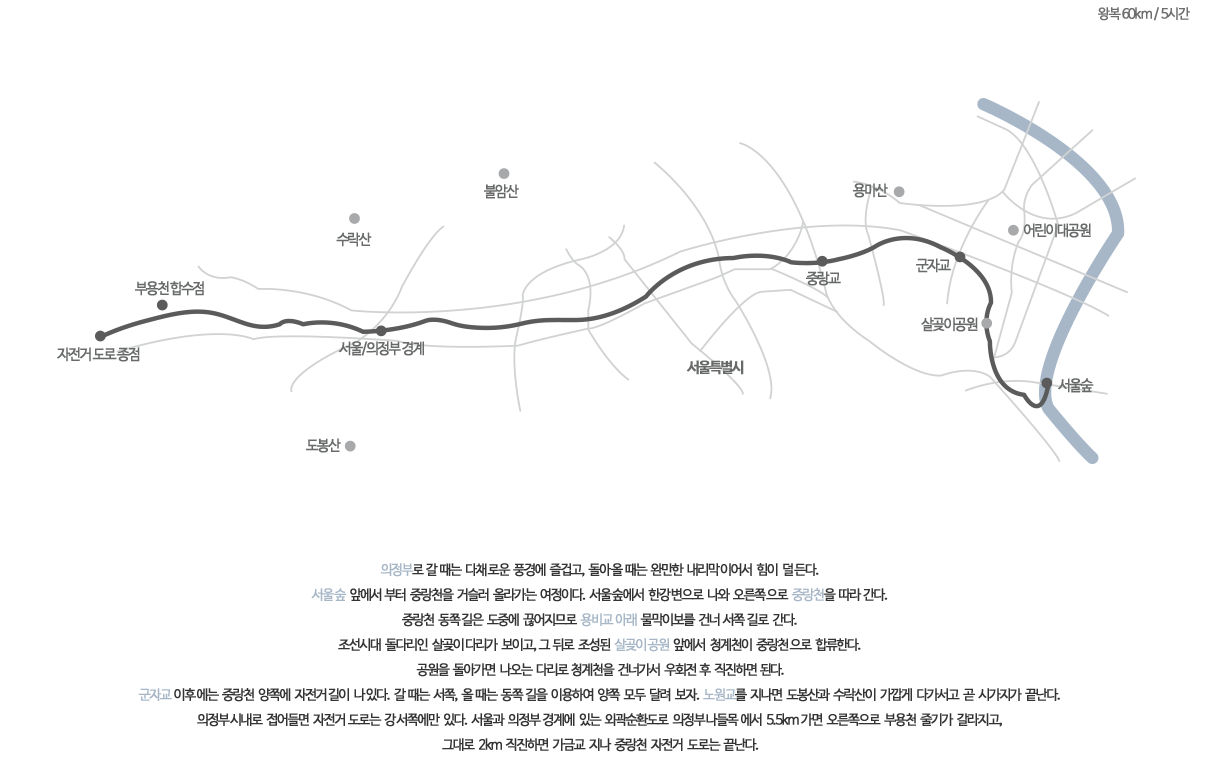 왕복 60km / 5시간
불암산
용마산
수락산
어린이대공원
군자교
중랑교
부용천 합수점
살곶이공원
서울/의정부 경계
자전거 도로 종점
서울특별시
서울숲
도봉산
의정부로 갈 때는 다채로운 풍경에 즐겁고, 돌아올 때는 완만한 내리막이어서 힘이 덜 든다.
서울숲 앞에서 부터 중랑천을 거슬러 올라가는 여정이다. 서울숲에서 한강변으로 나와 오른쪽으로 중랑천을 따라 간다.
중랑천 동쪽 길은 도중에 끊어지므로 용비교 아래 물막이보를 건너 서쪽 길로 간다.
조선시대 돌다리인 살곶이다리가 보이고, 그 뒤로 조성된 살곶이공원 앞에서 청계천이 중랑천으로 합류한다.
공원을 돌아가면 나오는 다리로 청계천을 건너가서 우회전 후 직진하면 된다.
군자교 이후에는 중랑천 양쪽에 자전거길이 나있다. 갈 때는 서쪽, 올 때는 동쪽 길을 이용하여 양쪽 모두 달려 보자. 노원교를 지나면 도봉산과 수락산이 가깝게 다가서고 곧 시가지가 끝난다.
의정부시내로 접어들면 자전거 도로는 강 서쪽에만 있다. 서울과 의정부 경계에 있는 외곽순환도로 의정부나들목 에서 5.5km 가면 오른쪽으로 부용천 줄기가 갈라지고,
그대로 2km 직진하면 가금교 지나 중랑천 자전거 도로는 끝난다.